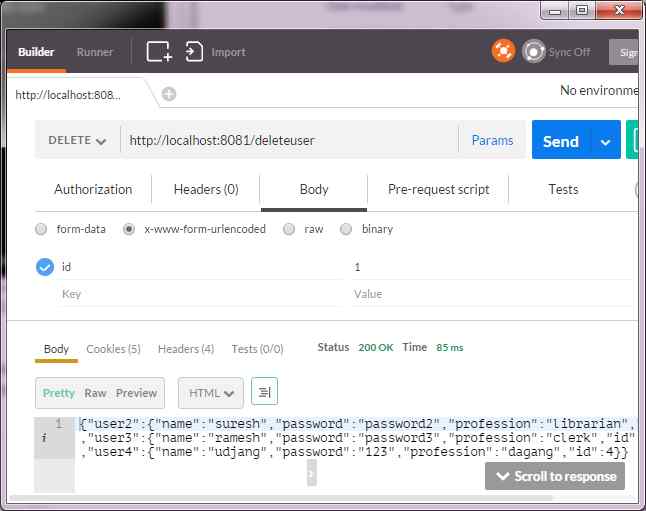 Builder Runner Import Sync Off Sign
http://localhost:808... No environme
DELETE http://localhost:8081/deleteuser Params Send
Authorization Headers (0) Body Pre-request script Tests
form-data x-www-form-urlencoded raw binary
id 1
Key Value
Body Cookies (5) Headers (4) Tests (0/0) Status 200 OK Time 85 ms
Pretty Raw Preview HTML
1 {"user2":{"name":"suresh","password":"password2","profession":"librarian",
i ,"user3":{"name":"ramesh","password":"password3","profession":"clerk","id"
,"user4":{"name":"udjang","password":"123","profession":"dagang","id":4}}
Scroll to response